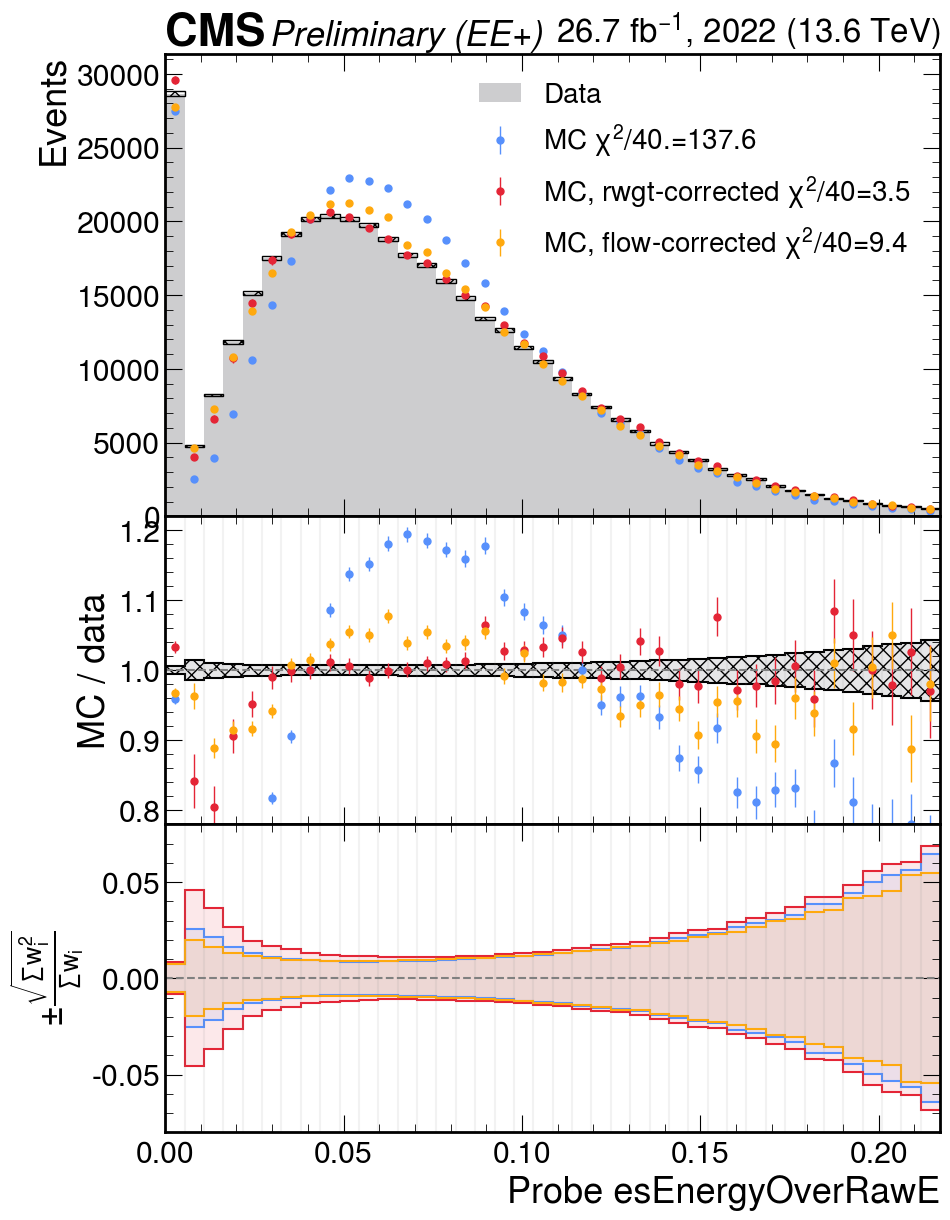 CMS Preliminary (EE+) 26.7 fb⁻¹, 2022 (13.6 TeV)
Events
30000
25000
20000
15000
10000
5000
0
Data
MC χ²/40.=137.6
MC, rwgt-corrected χ²/40=3.5
MC, flow-corrected χ²/40=9.4
MC / data
1.2
1.1
1.0
0.9
0.8
±√Σwᵢ²/Σwᵢ
0.05
0.00
-0.05
0.00 0.05 0.10 0.15 0.20
Probe esEnergyOverRawE